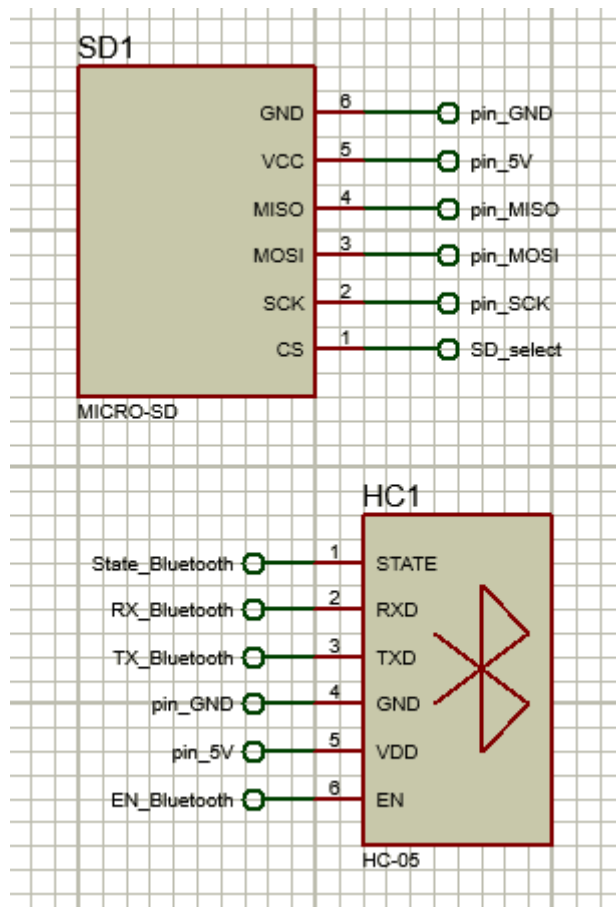 SD1
GND 6 pin_GND
VCC 5 pin_5V
MISO 4 pin_MISO
MOSI 3 pin_MOSI
SCK 2 pin_SCK
CS 1 SD_select
MICRO-SD
HC1
State_Bluetooth 1 STATE
RX_Bluetooth 2 RXD
TX_Bluetooth 3 TXD
pin_GND 4 GND
pin_5V 5 VDD
EN_Bluetooth 6 EN
HC-05